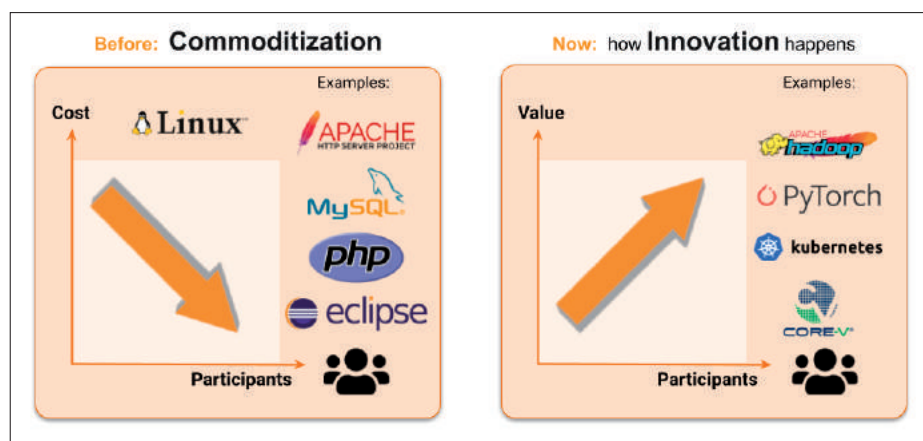 Before: Commoditization
Examples:
Cost
Linux™
APACHE
HTTP SERVER PROJECT
MySQL®
php
eclipse
Participants
Now: how Innovation happens
Examples:
Value
APACHE
hadoop
PyTorch
kubernetes
CORE-V®
Participants